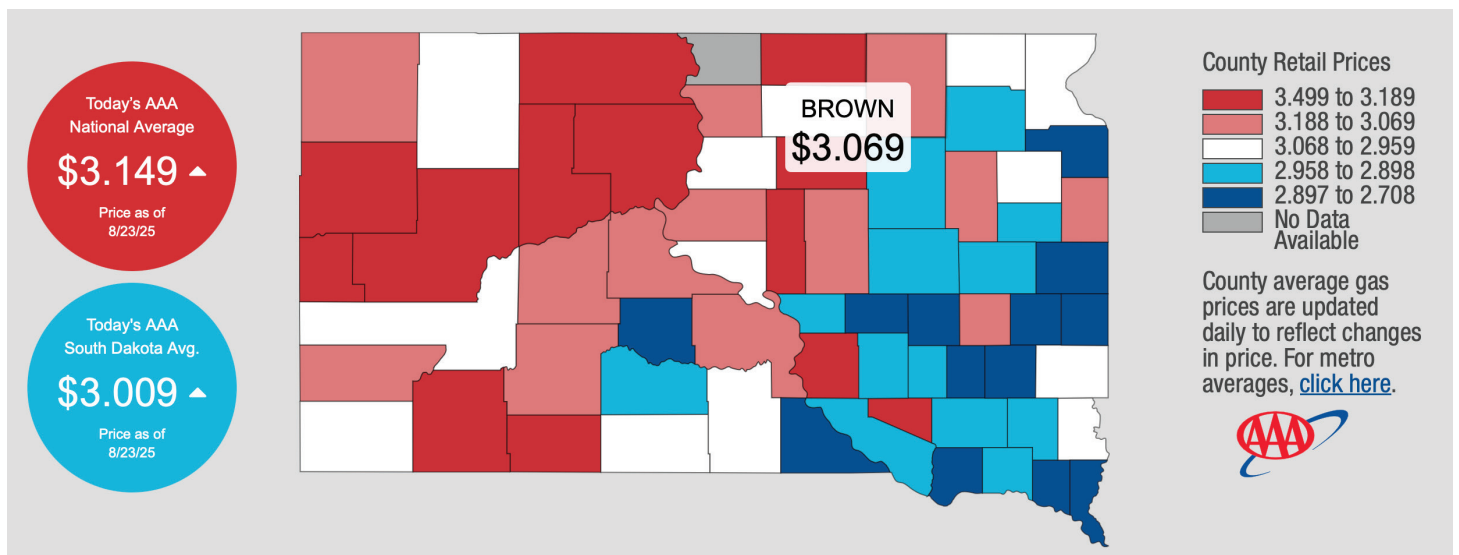 Today's AAA
National Average
$3.149
Price as of
8/23/25
Today's AAA
South Dakota Avg.
$3.009
Price as of
8/23/25
BROWN
$3.069
County Retail Prices
3.499 to 3.189
3.188 to 3.069
3.068 to 2.959
2.958 to 2.898
2.897 to 2.708
No Data
Available
County average gas
prices are updated
daily to reflect changes
in price. For metro
averages, click here.
AAA